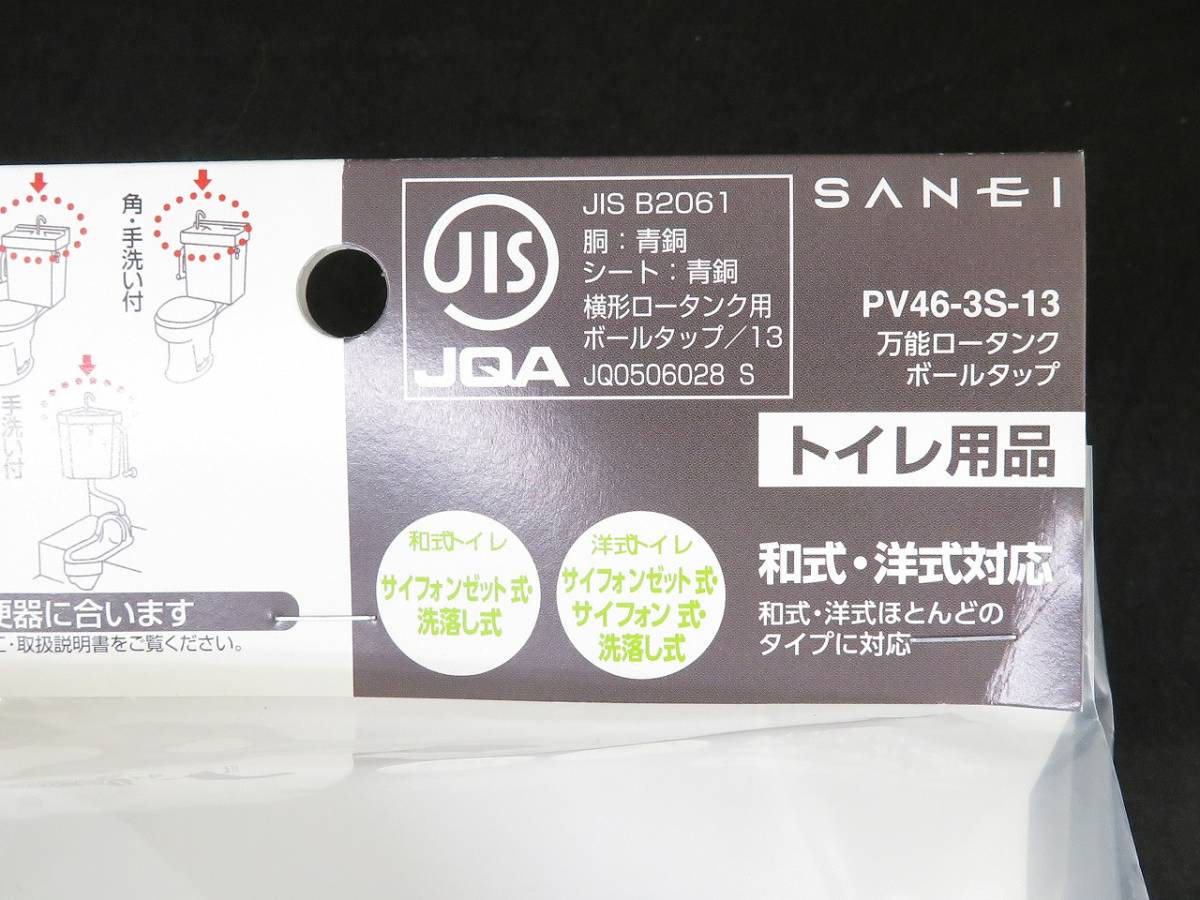 角・手洗い付
手洗い付
便器に合います
・取扱説明書をご覧ください。
JIS
JQA
JIS B2061
胴：青銅
シート：青銅
横形ロータンク用
ボールタップ／13
JQ0506028 S
SANEI
PV46-3S-13
万能ロータンク
ボールタップ
トイレ用品
和式トイレ
サイフォンゼット式・
洗落し式
洋式トイレ
サイフォンゼット式・
サイフォン式・
洗落し式
和式・洋式対応
和式・洋式ほとんどの
タイプに対応